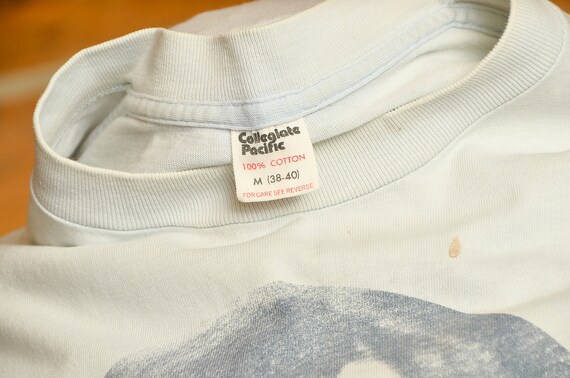 Collegiate
Pacific
100% COTTON
M (38-40)
FOR CARE SEE REVERSE